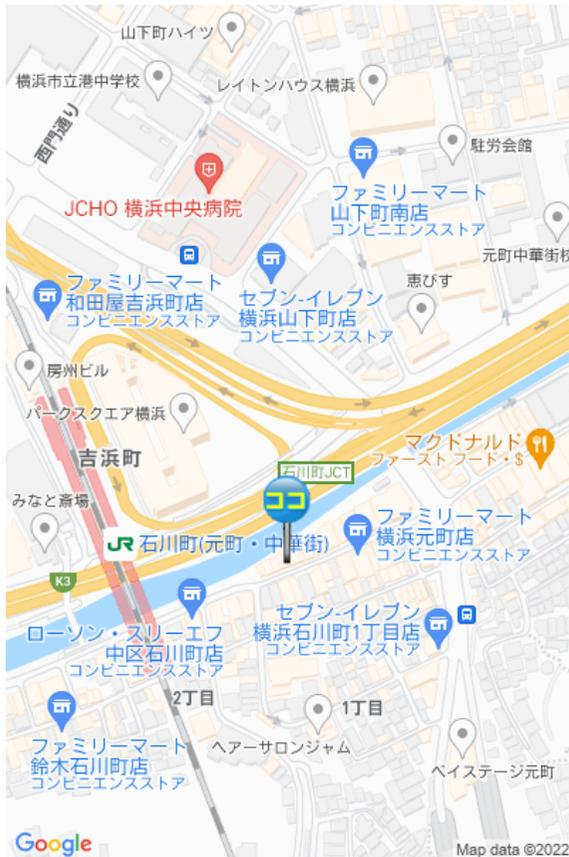 山下町ハイツ
横浜市立港中学校
レイトンハウス横浜
西門通り
駐労会館
ファミリーマート
山下町南店
コンビニエンスストア
JCHO 横浜中央病院
元町中華街校
恵びす
ファミリーマート
和田屋吉浜町店
コンビニエンスストア
セブン-イレブン
横浜山下町店
コンビニエンスストア
房州ビル
パークスクエア横浜
吉浜町
マクドナルド
ファースト フード・$
石川町JCT
ココ
みなと斎場
JR 石川町(元町・中華街)
ファミリーマート
横浜元町店
コンビニエンスストア
K3
ローソン・スリーエフ
中区石川町店
コンビニエンスストア
セブン-イレブン
横浜石川町1丁目店
コンビニエンスストア
2丁目
1丁目
ヘアーサロンジャム
ファミリーマート
鈴木石川町店
コンビニエンスストア
ベイステージ元町
Google
Map data ©2022